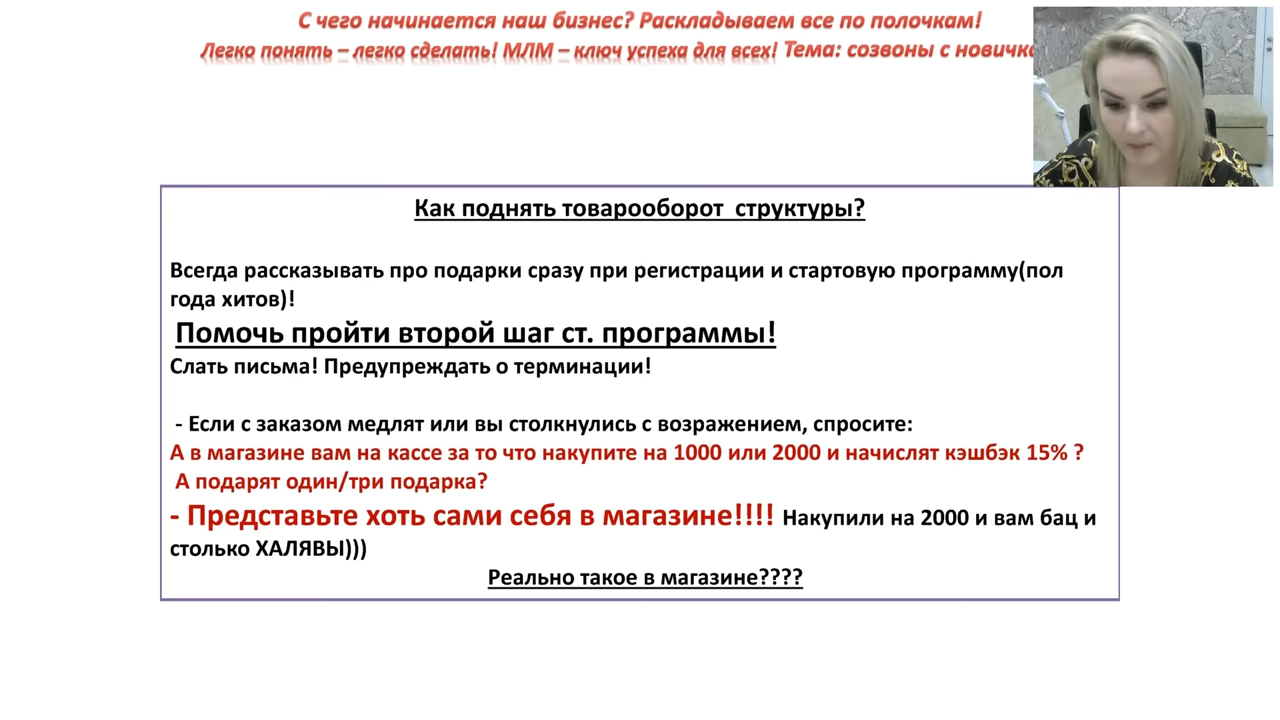 С чего начинается наш бизнес? Раскладываем все по полочкам!
Легко понять – легко сделать! МЛМ – ключ успеха для всех! Тема: созвоны с
Как поднять товарооборот структуры?
Всегда рассказывать про подарки сразу при регистрации и стартовую программу(пол
года хитов)!
Помочь пройти второй шаг ст. программы!
Слать письма! Предупреждать о терминации!
- Если с заказом медлят или вы столкнулись с возражением, спросите:
А в магазине вам на кассе за то что накупите на 1000 или 2000 и начислят кэшбэк 15% ?
А подарят один/три подарка?
- Представьте хоть сами себя в магазине!!!! Накупили на 2000 и вам бац и
столько ХАЛЯВЫ)))
Реально такое в магазине????